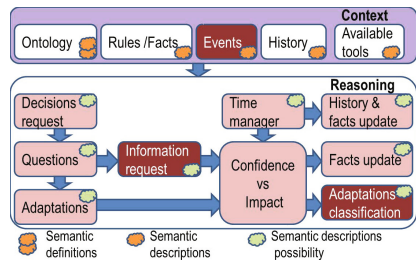 Context
Ontology
Rules /Facts
Events
History
Available
tools
Reasoning
Decisions
request
Time
manager
History &
facts update
Questions
Information
request
Confidence
vs
Impact
Facts update
Adaptations
Adaptations
classification
Semantic
definitions
Semantic
descriptions
Semantic descriptions
possibility